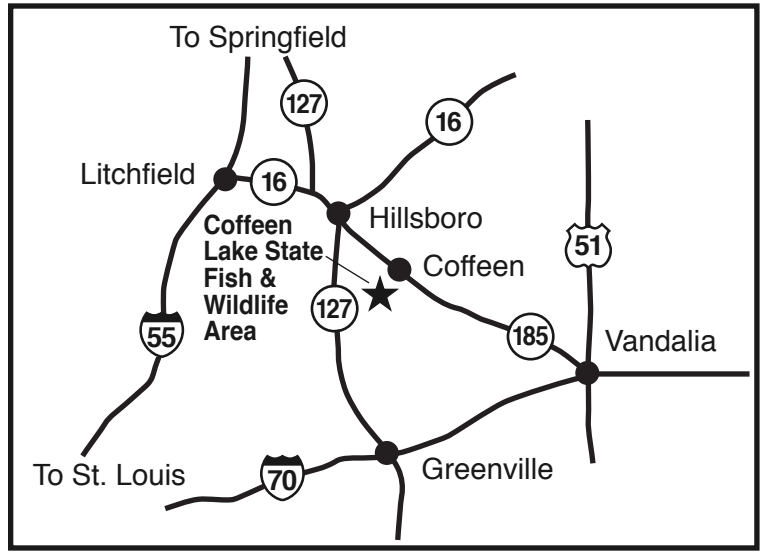 To Springfield
127
16
Litchfield
16
Hillsboro
Coffeen
Lake State
Fish &
Wildlife
Area
51
Coffeen
127
55
185
Vandalia
To St. Louis
70
Greenville